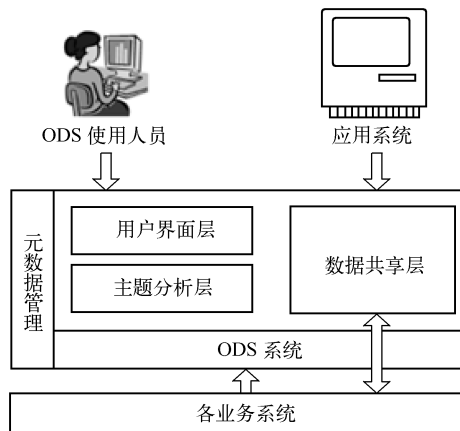 ODS 使用人员
应用系统
元数据管理
用户界面层
主题分析层
数据共享层
ODS 系统
各业务系统